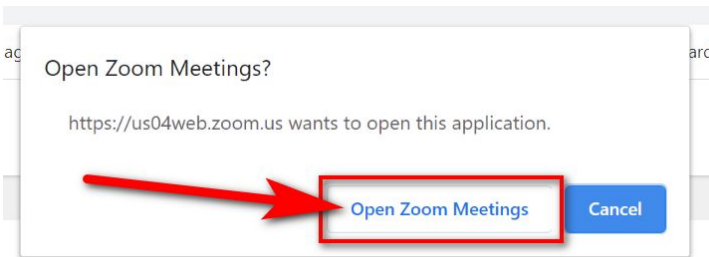 Open Zoom Meetings?
https://us04web.zoom.us wants to open this application.
Open Zoom Meetings
Cancel